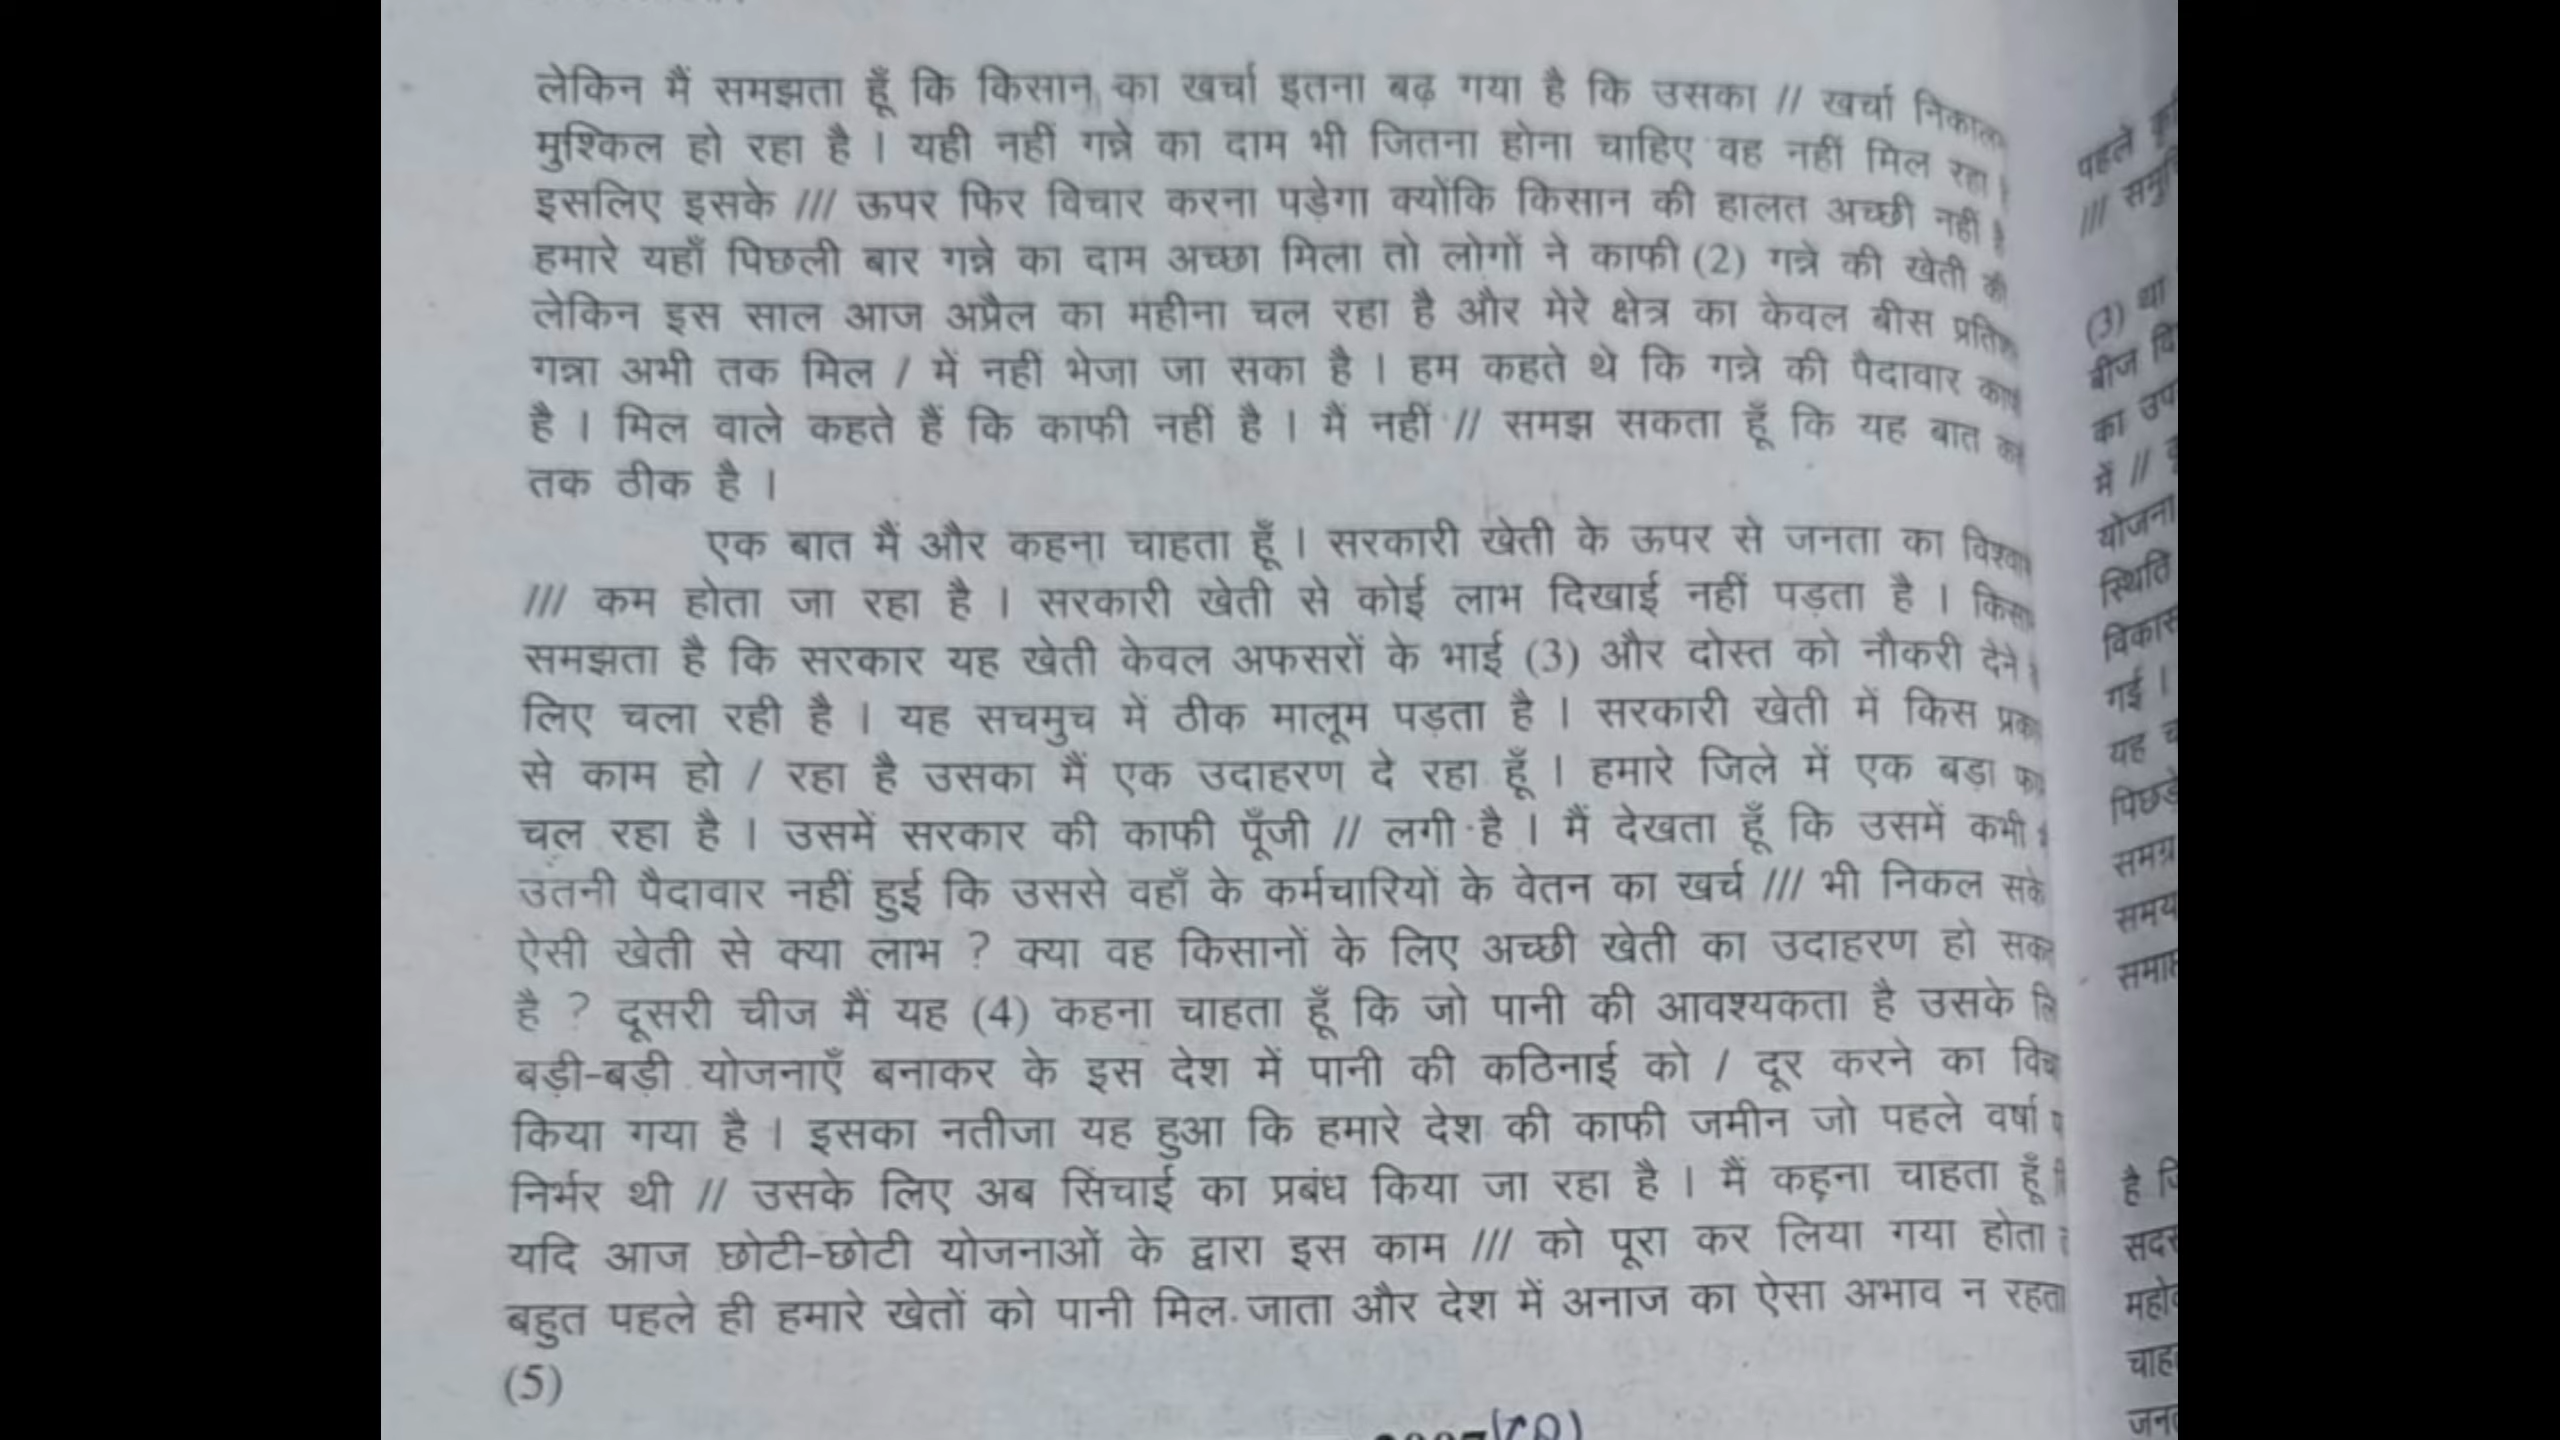 लेकिन मैं समझता हूँ कि किसान का खर्चा इतना बढ़ गया है कि उसका // खर्चा
मुश्किल हो रहा है । यही नहीं गन्ने का दाम भी जितना होना चाहिए वह नहीं मिल रहा
इसलिए इसके /// ऊपर फिर विचार करना पड़ेगा क्योंकि किसान की हालत अच्छी नहीं है
हमारे यहाँ पिछली बार गन्ने का दाम अच्छा मिला तो लोगों ने काफी (2) गन्ने की खेती की
लेकिन इस साल आज अप्रैल का महीना चल रहा है और मेरे क्षेत्र का केवल बीस
गन्ना अभी तक मिल / में नहीं भेजा जा सका है । हम कहते थे कि गन्ने की पैदावार
है । मिल वाले कहते हैं कि काफी नहीं है । मैं नहीं // समझ सकता हूँ कि यह बात
तक ठीक है ।
एक बात मैं और कहना चाहता हूँ । सरकारी खेती के ऊपर से जनता का
/// कम होता जा रहा है । सरकारी खेती से कोई लाभ दिखाई नहीं पड़ता है ।
समझता है कि सरकार यह खेती केवल अफसरों के भाई (3) और दोस्त को नौकरी देने
लिए चला रही है । यह सचमुच में ठीक मालूम पड़ता है । सरकारी खेती में किस
से काम हो / रहा है उसका मैं एक उदाहरण दे रहा हूँ । हमारे जिले में एक बड़ा
चल रहा है । उसमें सरकार की काफी पूँजी // लगी है । मैं देखता हूँ कि उसमें कभी
उतनी पैदावार नहीं हुई कि उससे वहाँ के कर्मचारियों के वेतन का खर्च /// भी निकल सके
ऐसी खेती से क्या लाभ ? क्या वह किसानों के लिए अच्छी खेती का उदाहरण हो
है ? दूसरी चीज मैं यह (4) कहना चाहता हूँ कि जो पानी की आवश्यकता है उसके
बड़ी-बड़ी योजनाएँ बनाकर के इस देश में पानी की कठिनाई को / दूर करने का
किया गया है । इसका नतीजा यह हुआ कि हमारे देश की काफी जमीन जो पहले वर्षा
निर्भर थी // उसके लिए अब सिंचाई का प्रबंध किया जा रहा है । मैं कहना चाहता हूँ
यदि आज छोटी-छोटी योजनाओं के द्वारा इस काम /// को पूरा कर लिया गया होता
बहुत पहले ही हमारे खेतों को पानी मिल जाता और देश में अनाज का ऐसा अभाव न रहता
(5)
पहले
///
(3) था
बीज
का
में //
योजना
स्थिति
गई ।
यह
समग्र
समय
है